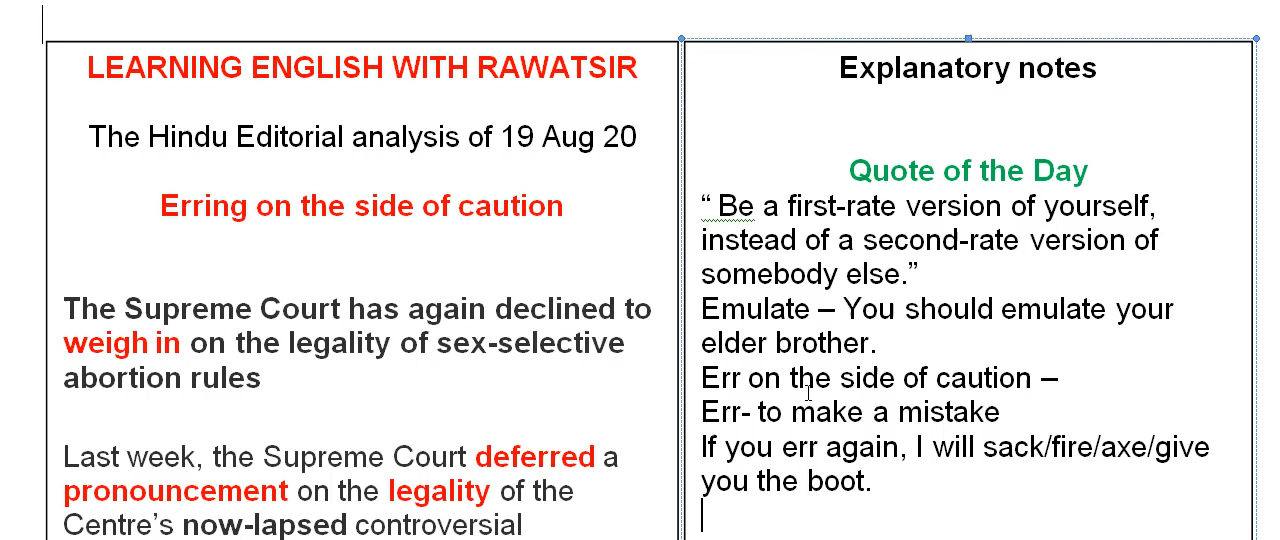 LEARNING ENGLISH WITH RAWATSIR
The Hindu Editorial analysis of 19 Aug 20
Erring on the side of caution
The Supreme Court has again declined to
weigh in on the legality of sex-selective
abortion rules
Last week, the Supreme Court deferred a
pronouncement on the legality of the
Centre’s now-lapsed controversial
Explanatory notes
Quote of the Day
“ Be a first-rate version of yourself,
instead of a second-rate version of
somebody else.”
Emulate – You should emulate your
elder brother.
Err on the side of caution –
Err- to make a mistake
If you err again, I will sack/fire/axe/give
you the boot.